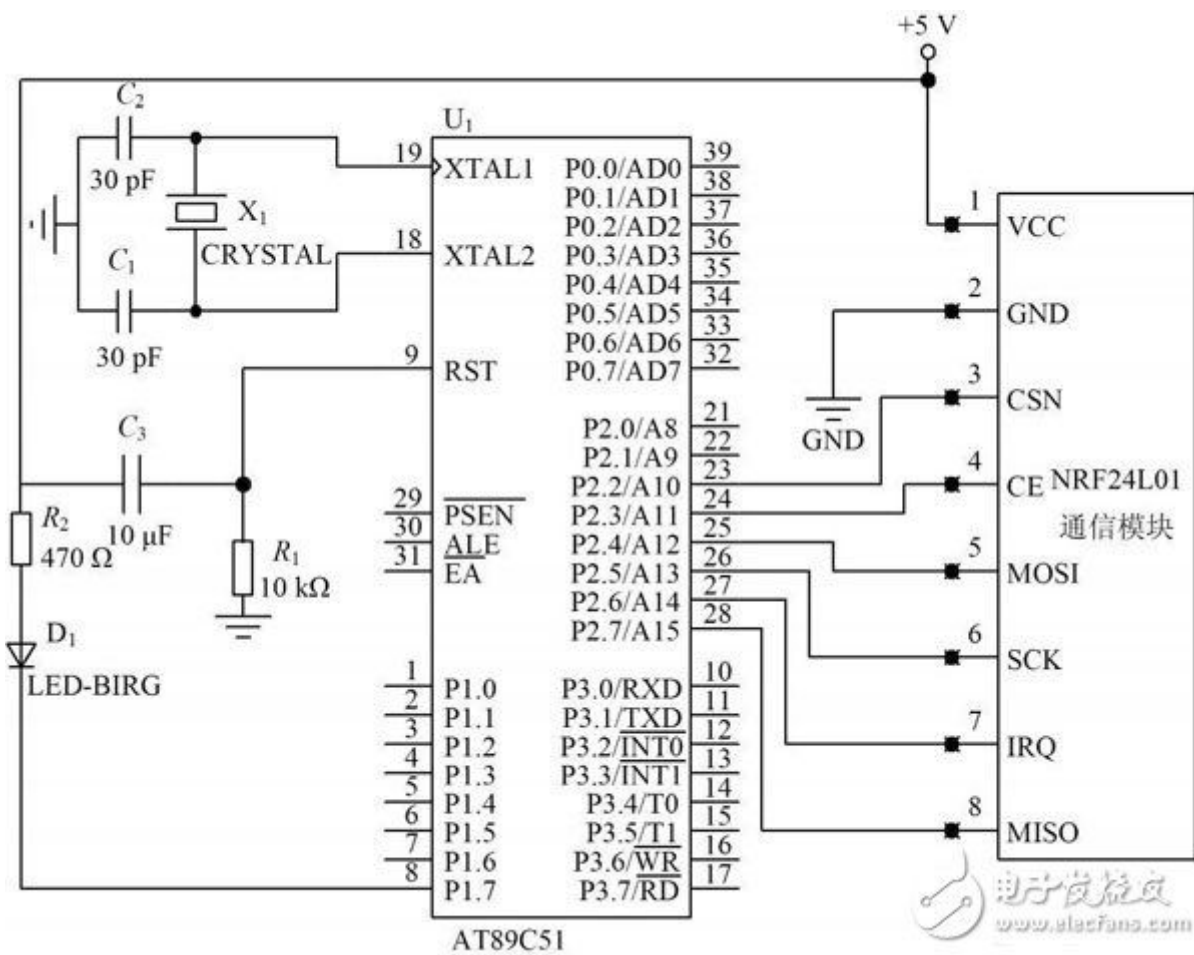 +5 V
C₂
30 pF
X₁
CRYSTAL
C₁
30 pF
C₃
10 μF
R₂
470 Ω
R₁
10 kΩ
D₁
LED-BIRG
U₁
19 XTAL1
18 XTAL2
9 RST
29 PSEN
30 ALE
31 EA
1 P1.0
2 P1.1
3 P1.2
4 P1.3
5 P1.4
6 P1.5
7 P1.6
8 P1.7
P0.0/AD0 39
P0.1/AD1 38
P0.2/AD2 37
P0.3/AD3 36
P0.4/AD4 35
P0.5/AD5 34
P0.6/AD6 33
P0.7/AD7 32
P2.0/A8 21
P2.1/A9 22
P2.2/A10 23
P2.3/A11 24
P2.4/A12 25
P2.5/A13 26
P2.6/A14 27
P2.7/A15 28
P3.0/RXD 10
P3.1/TXD 11
P3.2/INT0 12
P3.3/INT1 13
P3.4/T0 14
P3.5/T1 15
P3.6/WR 16
P3.7/RD 17
AT89C51
GND
1 VCC
2 GND
3 CSN
4 CE
NRF24L01
通信模块
5 MOSI
6 SCK
7 IRQ
8 MISO
电子发烧友
www.elecfans.com